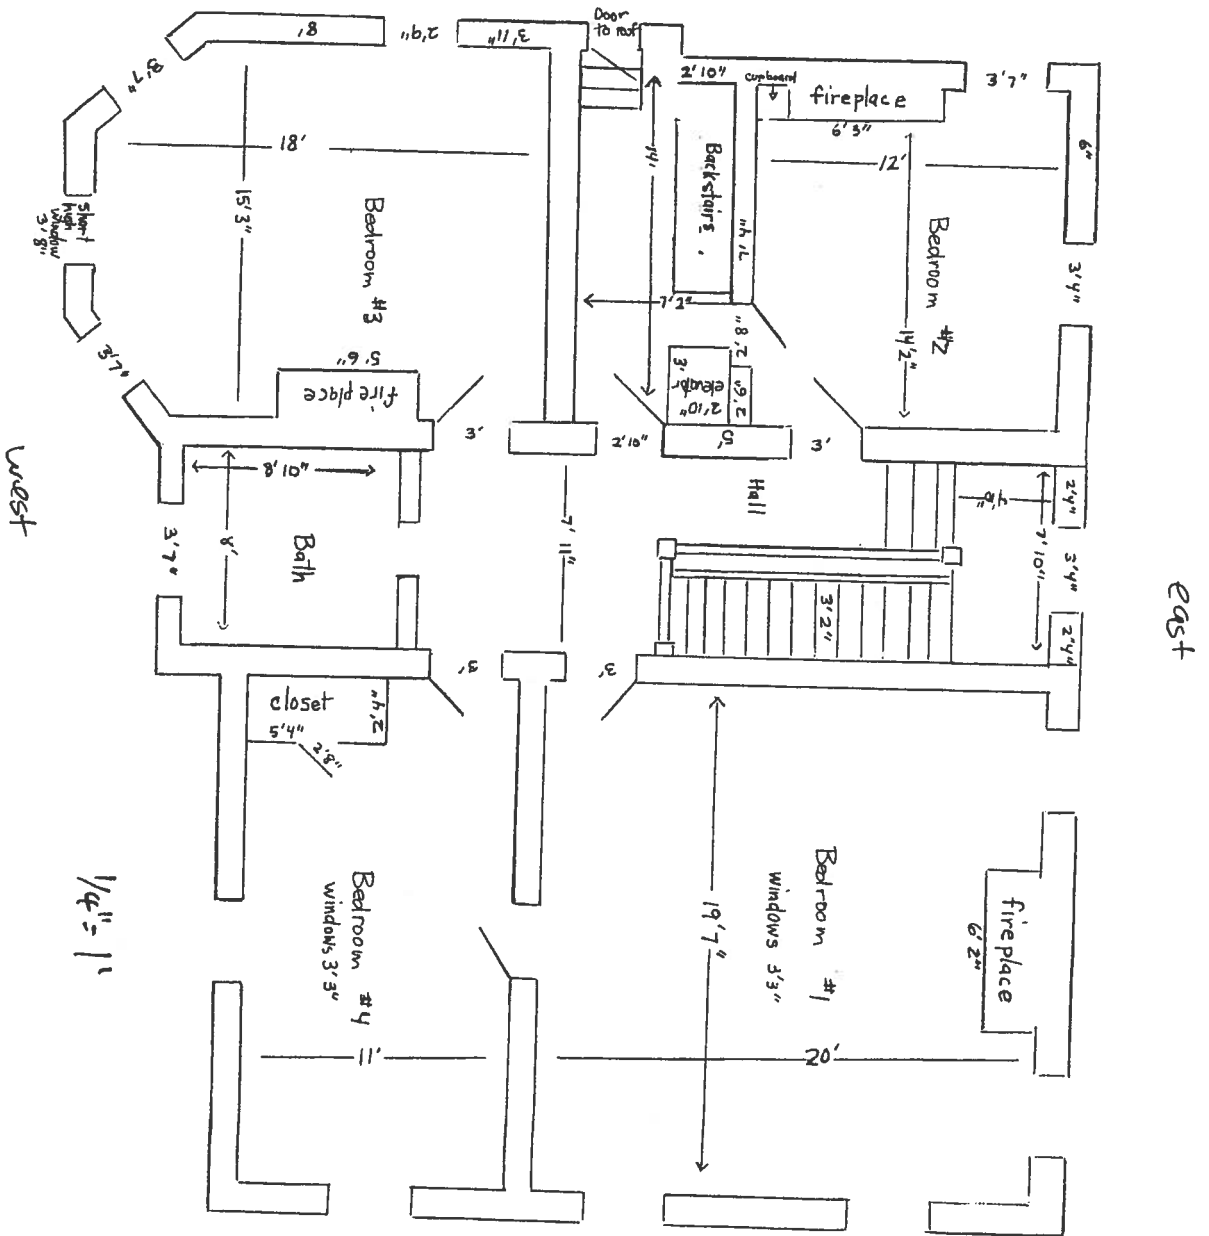 Door
to roof
8'
2'9"
3'11"
2'10"
cupboard
fireplace
6'3"
3'7"
6"
3'7"
18'
15'3"
Bedroom #3
short
high
window
3'8"
14'
Backstairs
7'4"
12'
Bedroom #2
14'2"
3'4"
7'2"
2'8"
3'7"
5'6"
fireplace
3'
elevator
2'10"
2'6"
3'
2'10"
5'
3'
west
8'10"
8'
Bath
3'7"
7'11"
Hall
4'8"
2'4"
7'10"
3'4"
2'4"
3'2"
east
3'
3'
closet
5'4"
2'4"
2'8"
Bedroom #4
windows 3'3"
19'7"
Bedroom #1
windows 3'3"
fireplace
6'2"
1/4"=1'
11'
20'